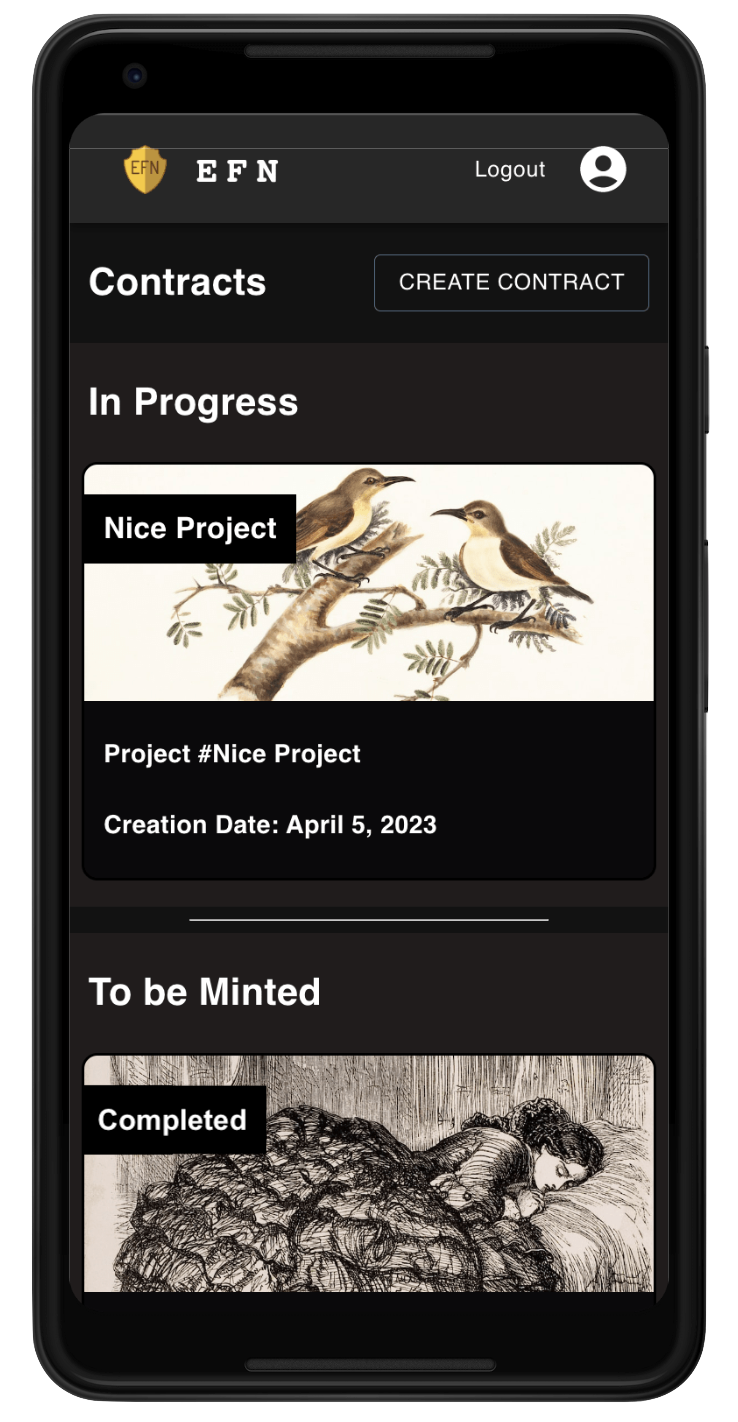 EFN
EFN
Logout
Contracts
CREATE CONTRACT
In Progress
Nice Project
Project #Nice Project
Creation Date: April 5, 2023
To be Minted
Completed